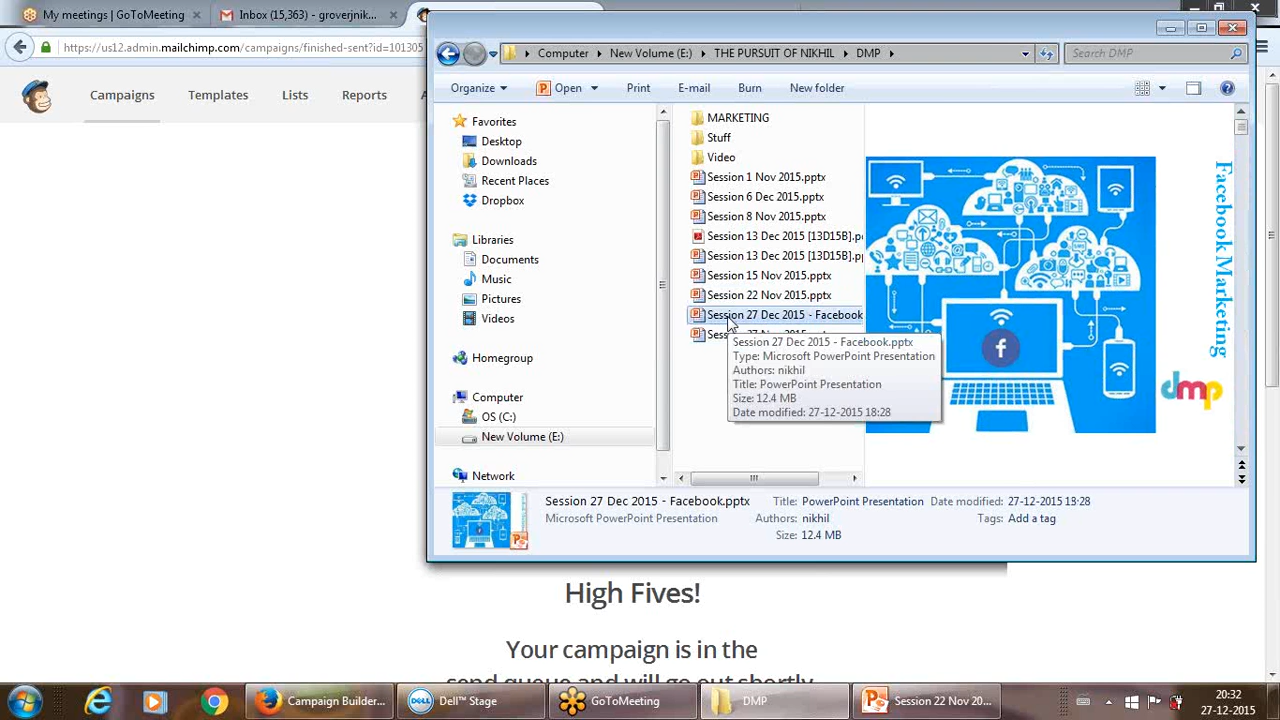 My meetings | GoToMeeting
Inbox (15,363) - groverjnik...
https://us12.admin.mailchimp.com/campaigns/finished-sent?id=101305
Campaigns
Templates
Lists
Reports
Computer
New Volume (E:)
THE PURSUIT OF NIKHIL
DMP
Search DMP
Organize
Open
Print
E-mail
Burn
New folder
Favorites
Desktop
Downloads
Recent Places
Dropbox
Libraries
Documents
Music
Pictures
Videos
Homegroup
Computer
OS (C:)
New Volume (E:)
Network
MARKETING
Stuff
Video
Session 1 Nov 2015.pptx
Session 6 Dec 2015.pptx
Session 8 Nov 2015.pptx
Session 13 Dec 2015 [13D15B].p
Session 13 Dec 2015 [13D15B].pp
Session 15 Nov 2015.pptx
Session 22 Nov 2015.pptx
Session 27 Dec 2015 - Facebook
Session 27 Dec 2015 - Facebook.pptx
Type: Microsoft PowerPoint Presentation
Authors: nikhil
Title: PowerPoint Presentation
Size: 12.4 MB
Date modified: 27-12-2015 18:28
Facebook Marketing
dmp
Session 27 Dec 2015 - Facebook.pptx
Microsoft PowerPoint Presentation
Title: PowerPoint Presentation
Authors: nikhil
Size: 12.4 MB
Date modified: 27-12-2015 18:28
Tags: Add a tag
High Fives!
Your campaign is in the
send queue and will go out shortly
Campaign Builder...
Dell™ Stage
GoToMeeting
DMP
Session 22 Nov 20...
20:32
27-12-2015